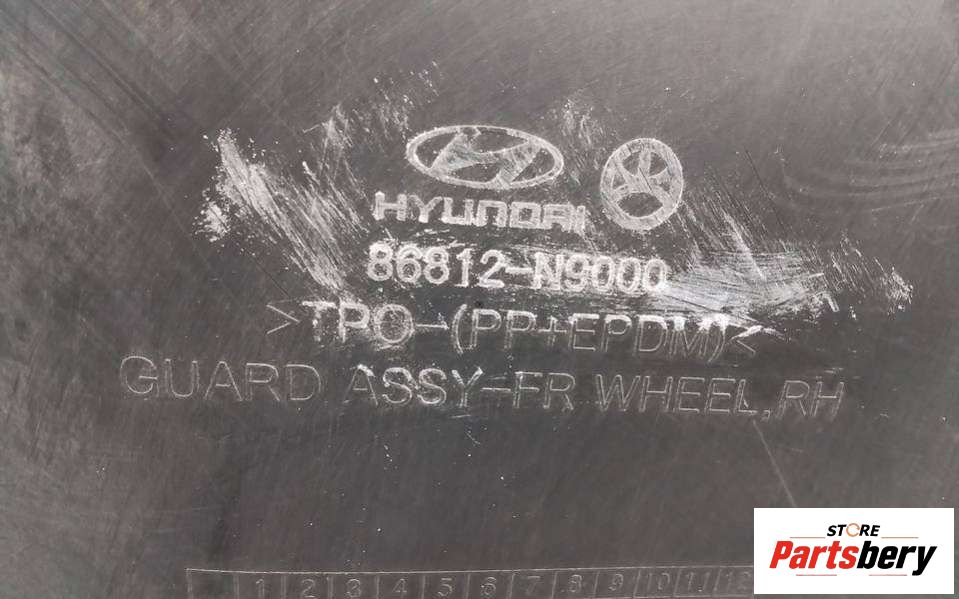 HYUNDAI
86812-N9000
>TPO-(PP+EPDM)<
GUARD ASSY-FR WHEEL,RH
1 2 3 4 5 6 7 8 9 10 11 12
STORE
Partsbery